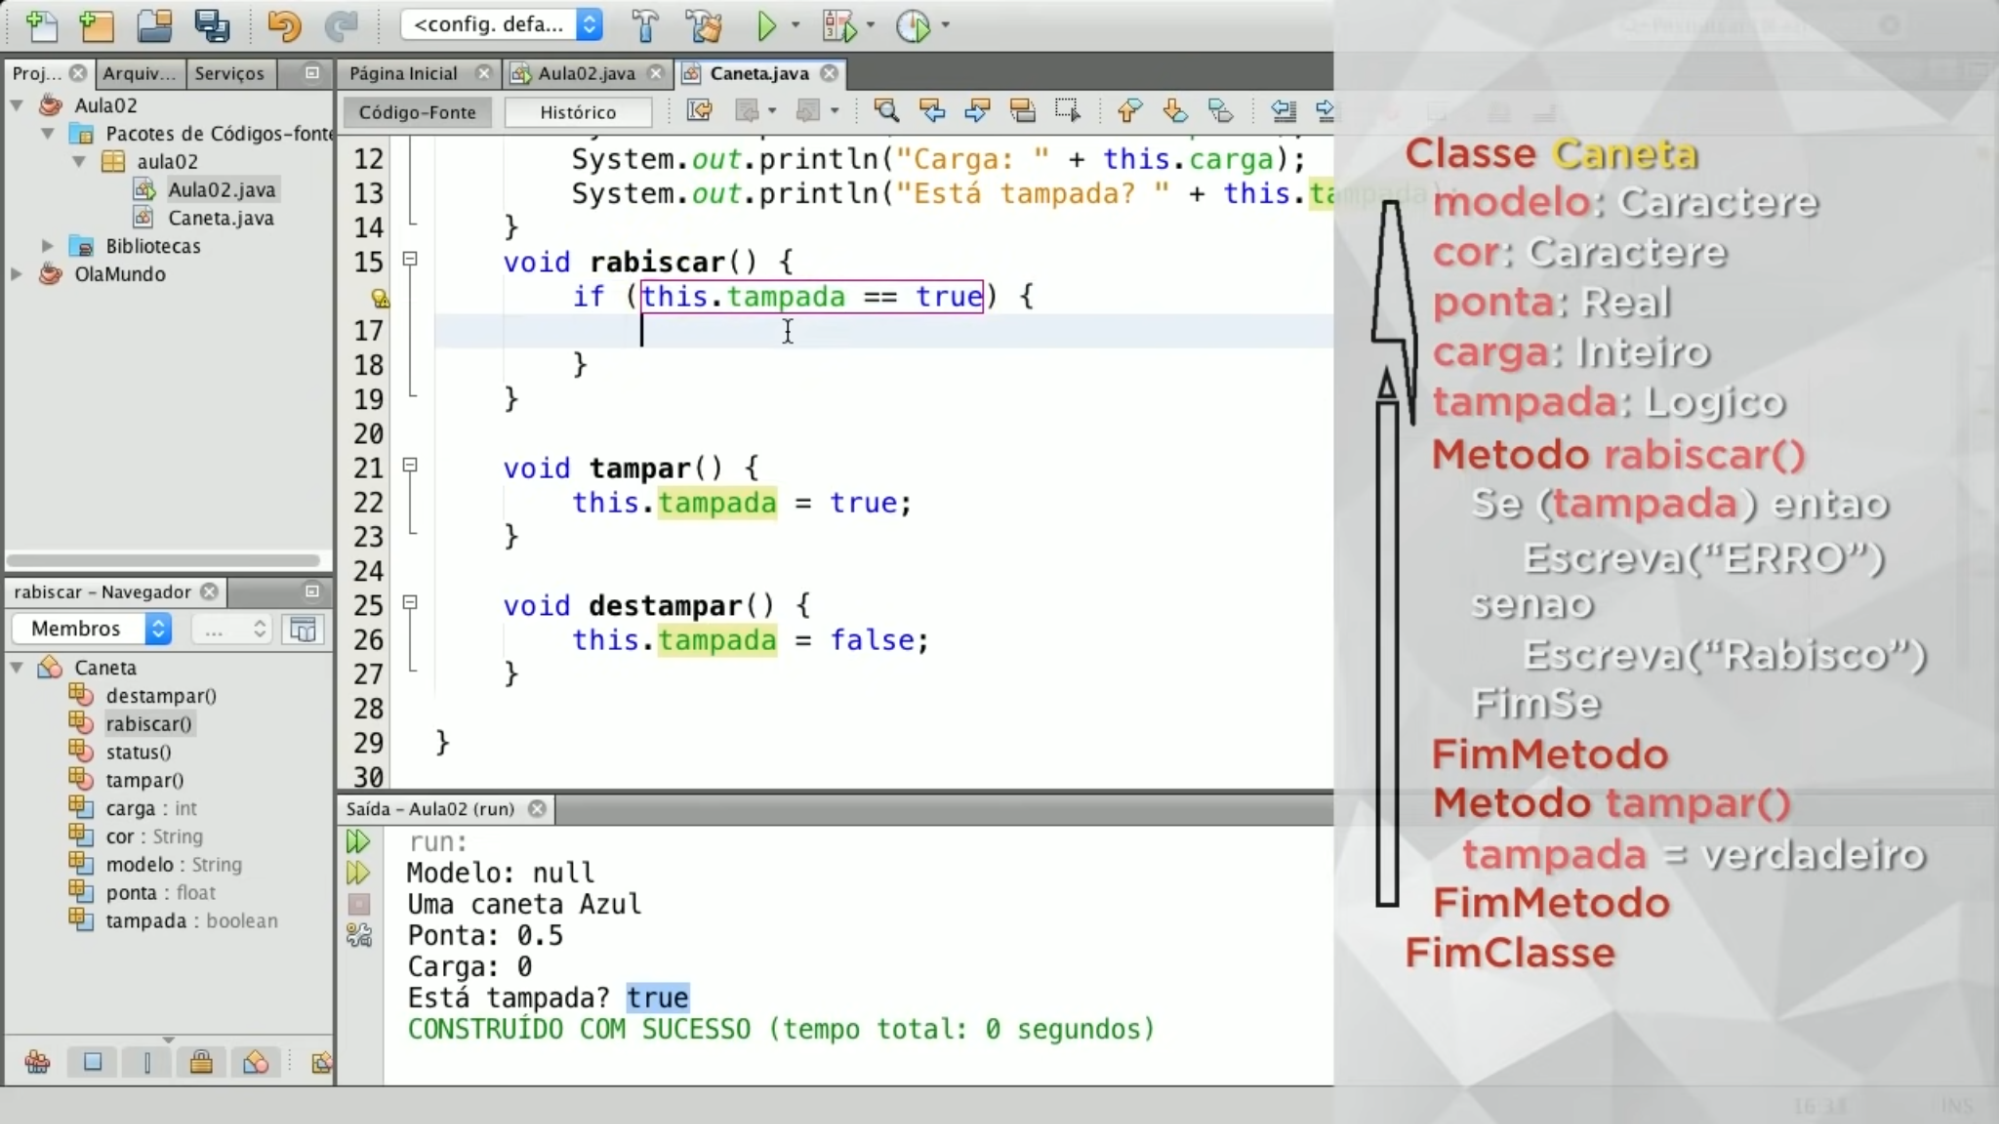 <config. defa...
Proj...
Arquiv...
Serviços
Página Inicial
Aula02.java
Caneta.java
Aula02
Pacotes de Códigos-fonte
aula02
Aula02.java
Caneta.java
Bibliotecas
OlaMundo
Código-Fonte
Histórico
12 System.out.println("Carga: " + this.carga);
13 System.out.println("Está tampada? " + this.tampada);
14 }
15 void rabiscar() {
if (this.tampada == true) {
17
18 }
19 }
20
21 void tampar() {
22 this.tampada = true;
23 }
24
25 void destampar() {
26 this.tampada = false;
27 }
28
29 }
30
rabiscar - Navegador
Membros
...
Caneta
destampar()
rabiscar()
status()
tampar()
carga : int
cor : String
modelo : String
ponta : float
tampada : boolean
Saída - Aula02 (run)
run:
Modelo: null
Uma caneta Azul
Ponta: 0.5
Carga: 0
Está tampada? true
CONSTRUÍDO COM SUCESSO (tempo total: 0 segundos)
Classe Caneta
modelo: Caractere
cor: Caractere
ponta: Real
carga: Inteiro
tampada: Logico
Metodo rabiscar()
Se (tampada) entao
Escreva(“ERRO”)
senao
Escreva(“Rabisco”)
FimSe
FimMetodo
Metodo tampar()
tampada = verdadeiro
FimMetodo
FimClasse
INS